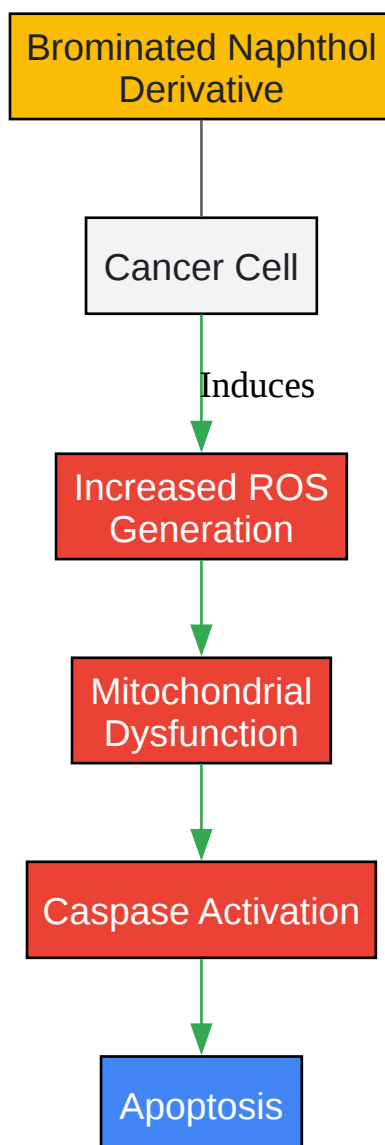 Brominated Naphthol
Derivative
Cancer Cell
Induces
Increased ROS
Generation
Mitochondrial
Dysfunction
Caspase Activation
Apoptosis